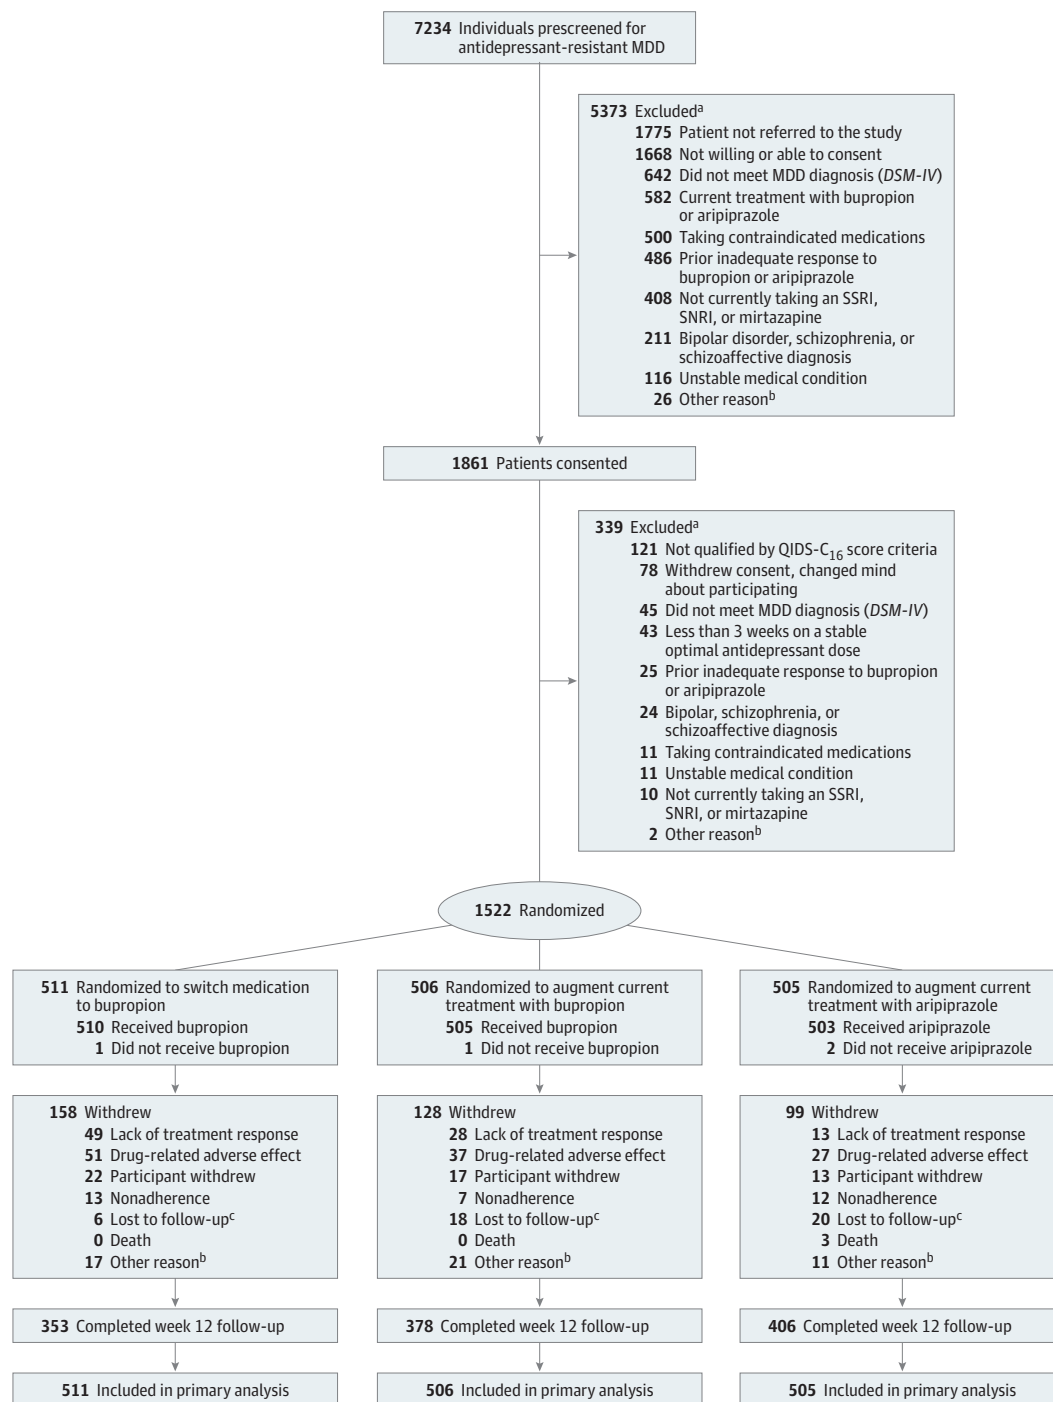 7234 Individuals prescreened for
antidepressant-resistant MDD
5373 Excludedᵃ
1775 Patient not referred to the study
1668 Not willing or able to consent
642 Did not meet MDD diagnosis (DSM-IV)
582 Current treatment with bupropion
or aripiprazole
500 Taking contraindicated medications
486 Prior inadequate response to
bupropion or aripiprazole
408 Not currently taking an SSRI,
SNRI, or mirtazapine
211 Bipolar disorder, schizophrenia, or
schizoaffective diagnosis
116 Unstable medical condition
26 Other reasonᵇ
1861 Patients consented
339 Excludedᵃ
121 Not qualified by QIDS-C₁₆ score criteria
78 Withdrew consent, changed mind
about participating
45 Did not meet MDD diagnosis (DSM-IV)
43 Less than 3 weeks on a stable
optimal antidepressant dose
25 Prior inadequate response to bupropion
or aripiprazole
24 Bipolar, schizophrenia, or
schizoaffective diagnosis
11 Taking contraindicated medications
11 Unstable medical condition
10 Not currently taking an SSRI,
SNRI, or mirtazapine
2 Other reasonᵇ
1522 Randomized
511 Randomized to switch medication
to bupropion
510 Received bupropion
1 Did not receive bupropion
506 Randomized to augment current
treatment with bupropion
505 Received bupropion
1 Did not receive bupropion
505 Randomized to augment current
treatment with aripiprazole
503 Received aripiprazole
2 Did not receive aripiprazole
158 Withdrew
49 Lack of treatment response
51 Drug-related adverse effect
22 Participant withdrew
13 Nonadherence
6 Lost to follow-upᶜ
0 Death
17 Other reasonᵇ
128 Withdrew
28 Lack of treatment response
37 Drug-related adverse effect
17 Participant withdrew
7 Nonadherence
18 Lost to follow-upᶜ
0 Death
21 Other reasonᵇ
99 Withdrew
13 Lack of treatment response
27 Drug-related adverse effect
13 Participant withdrew
12 Nonadherence
20 Lost to follow-upᶜ
3 Death
11 Other reasonᵇ
353 Completed week 12 follow-up
378 Completed week 12 follow-up
406 Completed week 12 follow-up
511 Included in primary analysis
506 Included in primary analysis
505 Included in primary analysis